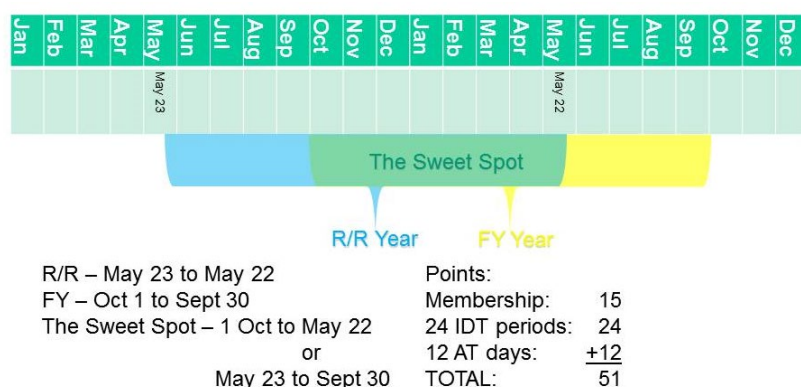 Jan Feb Mar Apr May Jun Jul Aug Sep Oct Nov Dec Jan Feb Mar Apr May Jun Jul Aug Sep Oct Nov Dec
May 23
May 22
The Sweet Spot
R/R Year
FY Year
R/R – May 23 to May 22
FY – Oct 1 to Sept 30
The Sweet Spot – 1 Oct to May 22
or
May 23 to Sept 30
Points:
Membership: 15
24 IDT periods: 24
12 AT days: +12
TOTAL: 51